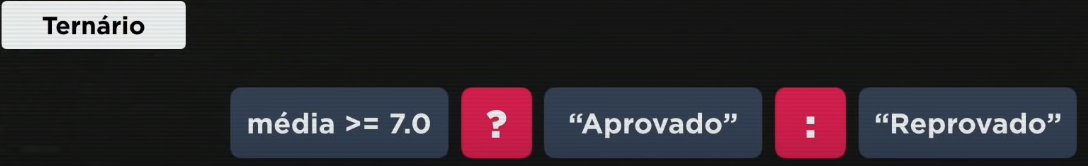 Ternário
média >= 7.0 ? “Aprovado” : “Reprovado”